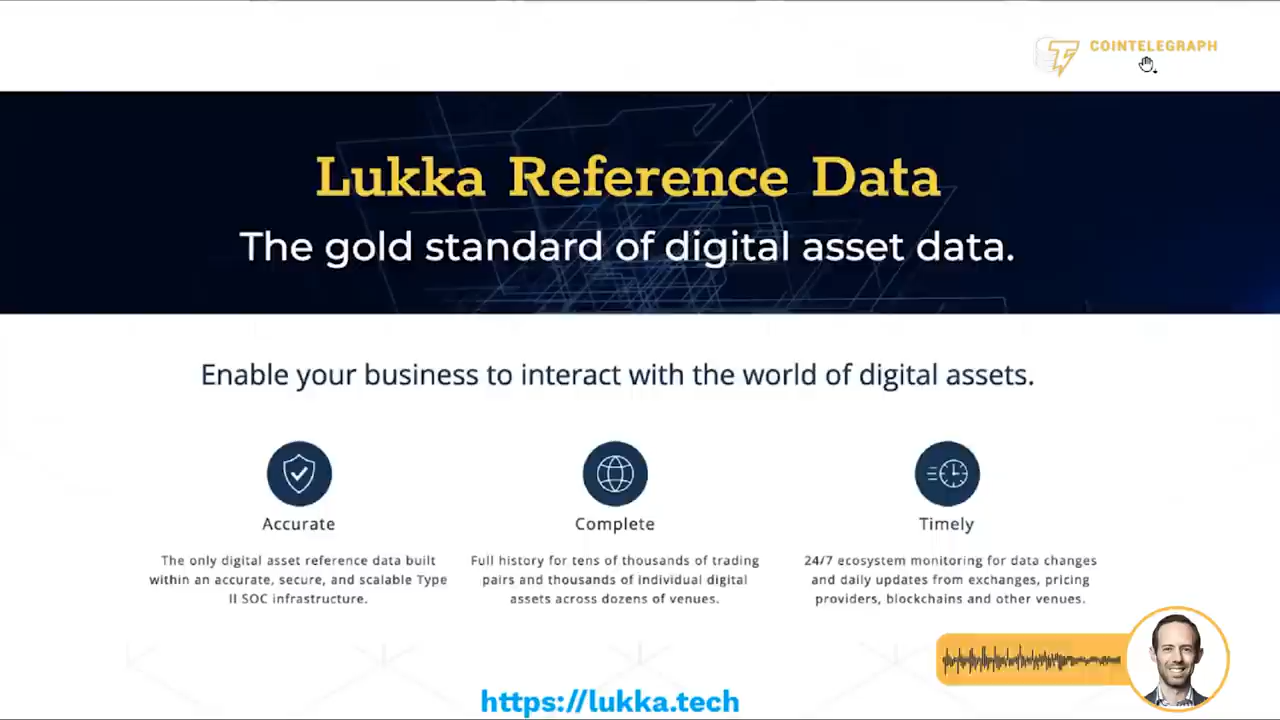 COINTELEGRAPH
Lukka Reference Data
The gold standard of digital asset data.
Enable your business to interact with the world of digital assets.
Accurate
The only digital asset reference data built
within an accurate, secure, and scalable Type
II SOC infrastructure.
Complete
Full history for tens of thousands of trading
pairs and thousands of individual digital
assets across dozens of venues.
Timely
24/7 ecosystem monitoring for data changes
and daily updates from exchanges, pricing
providers, blockchains and other venues.
https://lukka.tech